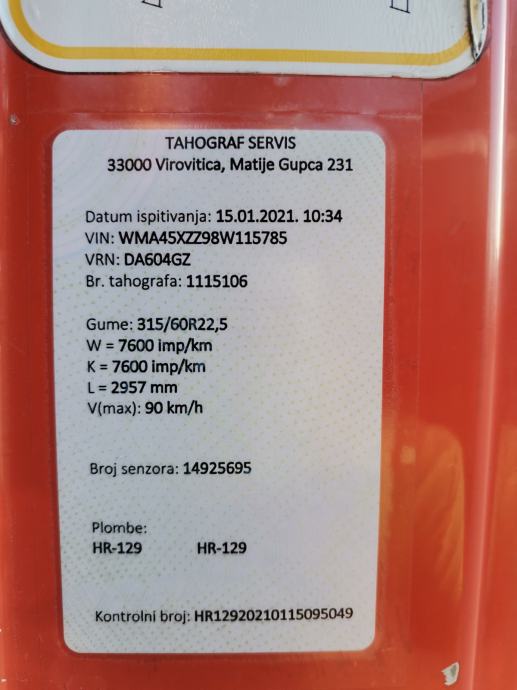 TAHOGRAF SERVIS
33000 Virovitica, Matije Gupca 231
Datum ispitivanja: 15.01.2021. 10:34
VIN: WMA45XZZ98W115785
VRN: DA604GZ
Br. tahografa: 1115106
Gume: 315/60R22,5
W = 7600 imp/km
K = 7600 imp/km
L = 2957 mm
V(max): 90 km/h
Broj senzora: 14925695
Plombe:
HR-129 HR-129
Kontrolni broj: HR12920210115095049